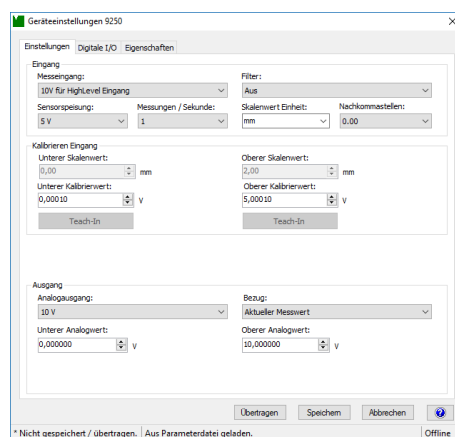 Geräteeinstellungen 9250
Einstellungen Digitale I/O Eigenschaften
Eingang
Messeingang: Filter:
10V für HighLevel Eingang Aus
Sensorspeisung: Messungen / Sekunde: Skalenwert Einheit: Nachkommastellen:
5 V 1 mm 0.00
Kalibrieren Eingang
Unterer Skalenwert: Oberer Skalenwert:
0,00 mm 2,00 mm
Unterer Kalibrierwert: Oberer Kalibrierwert:
0,00010 V 5,00010 V
Teach-In Teach-In
Ausgang
Analogausgang: Bezug:
10 V Aktueller Messwert
Unterer Analogwert: Oberer Analogwert:
0,000000 V 10,000000 V
Übertragen Speichern Abbrechen ?
* Nicht gespeichert / übertragen. Aus Parameterdatei geladen. Offline